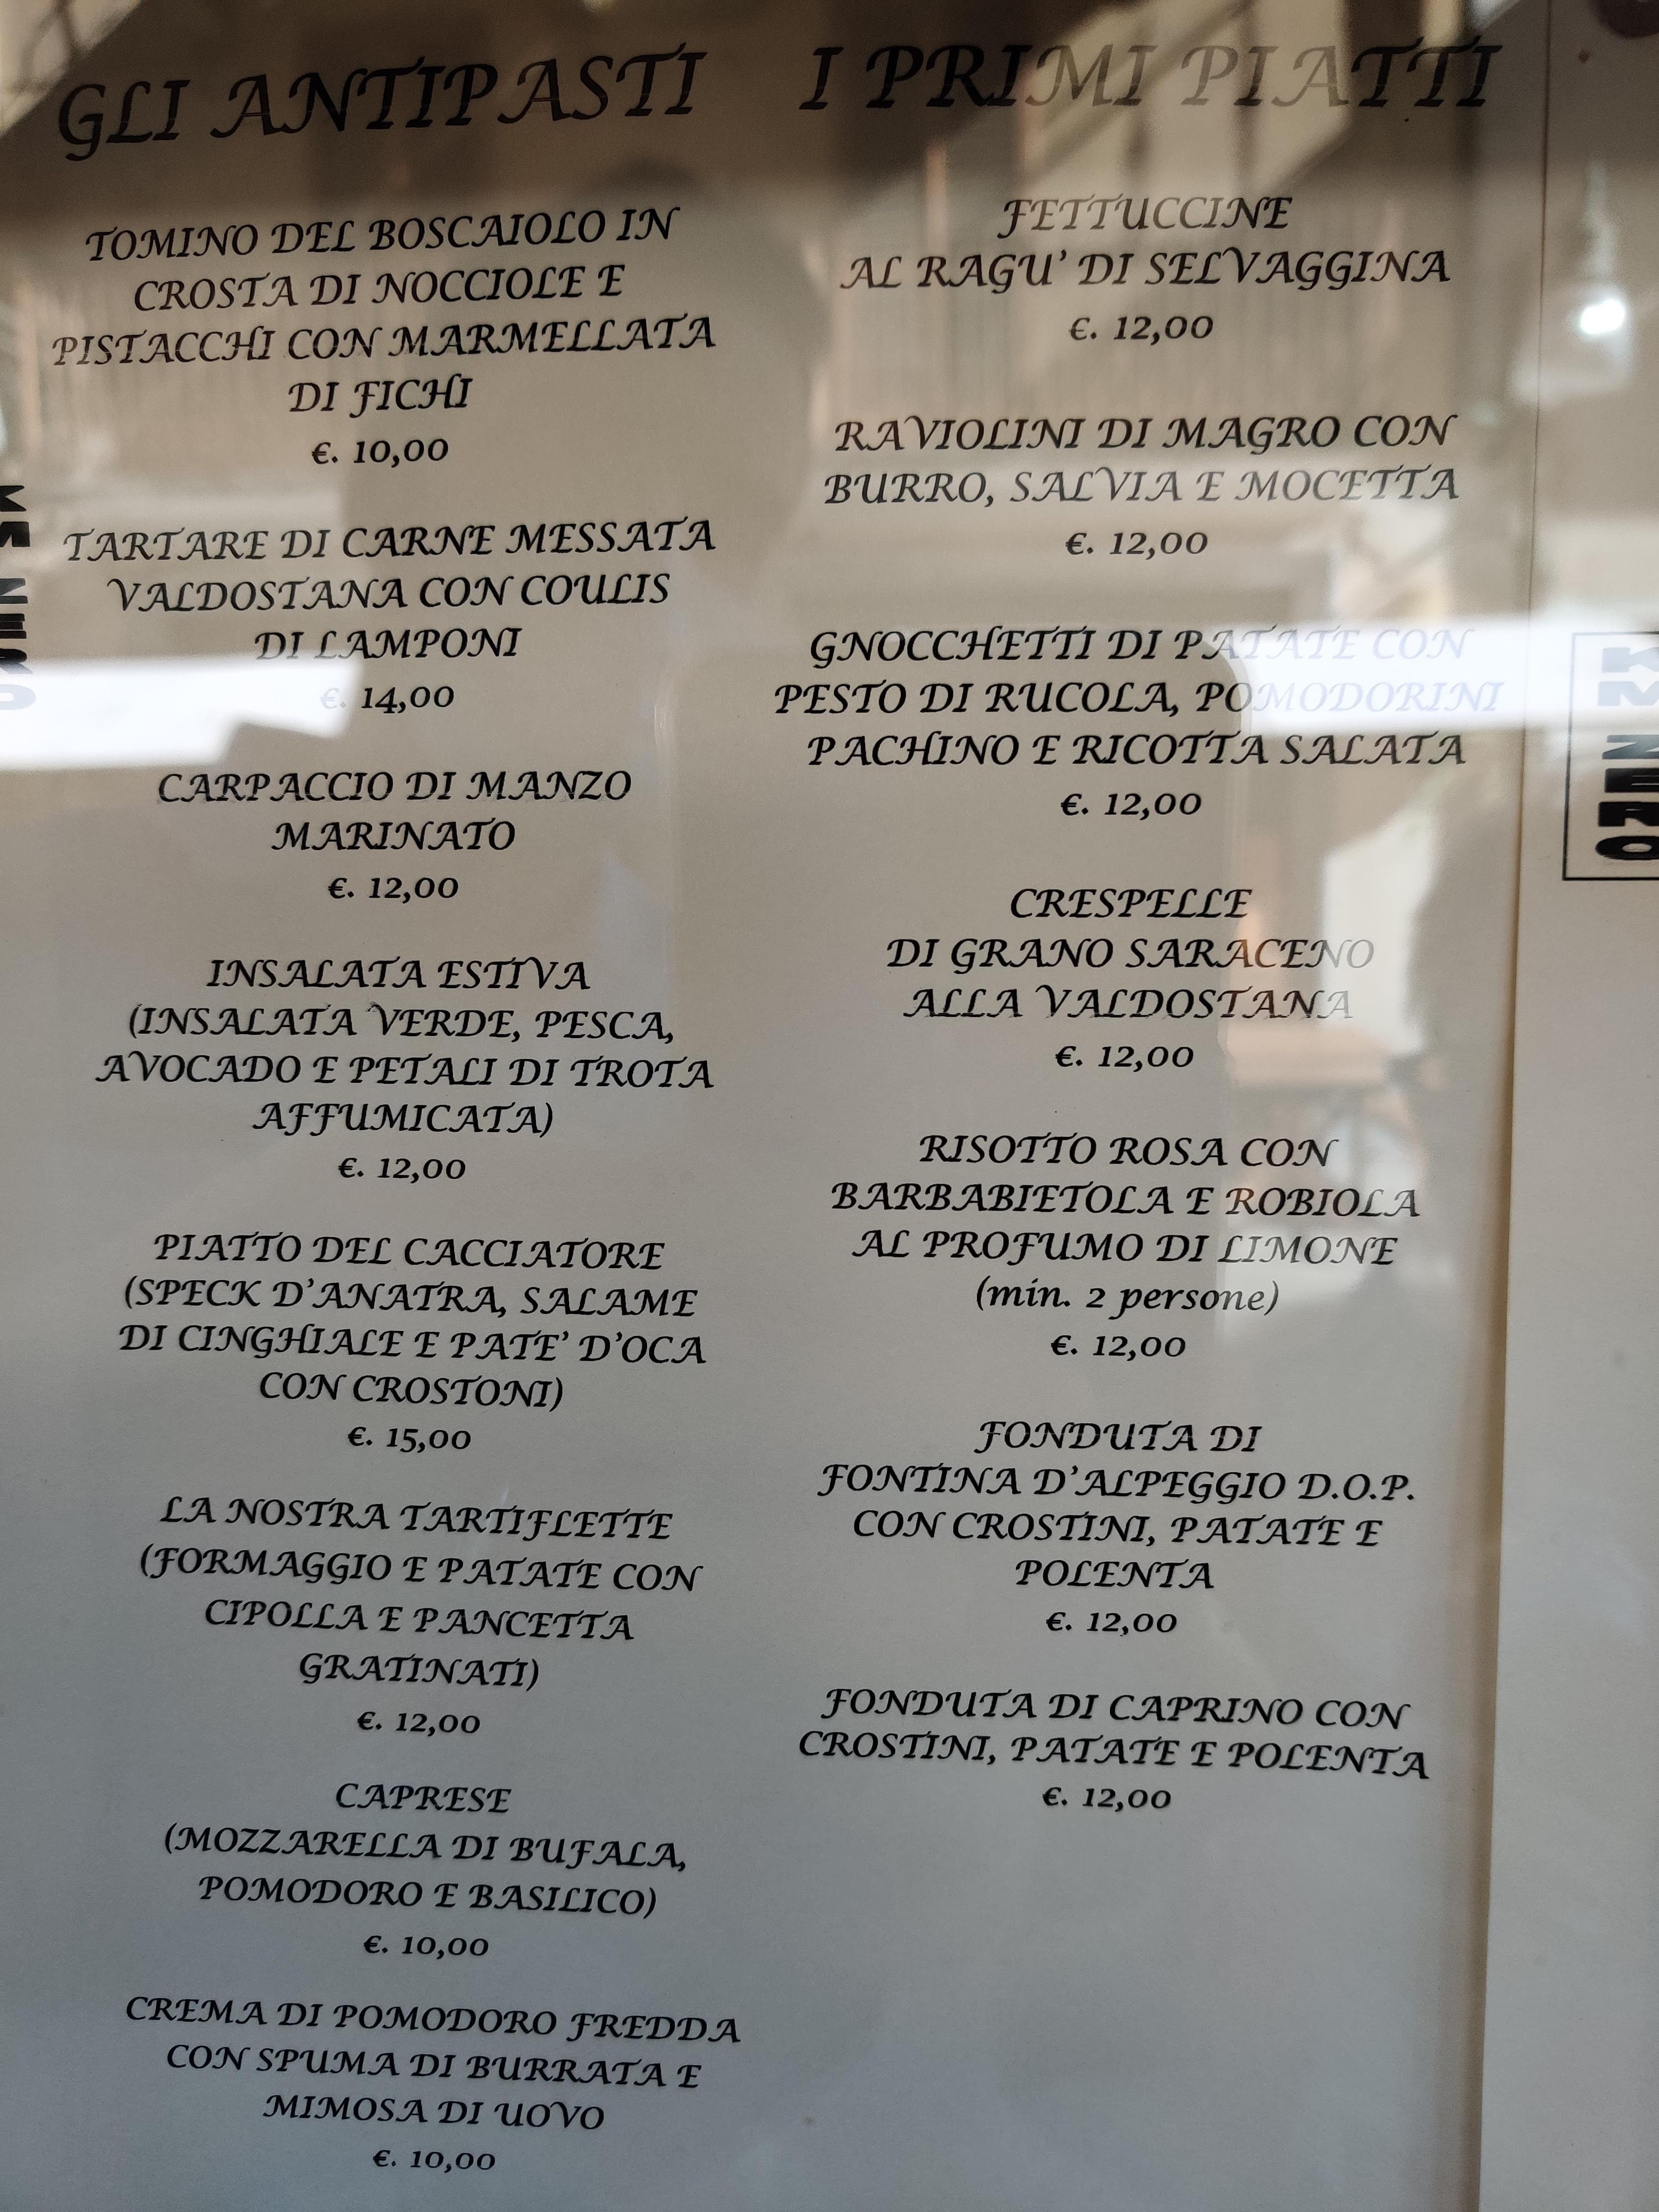 GLI ANTIPASTI
TOMINO DEL BOSCAIOLO IN
CROSTA DI NOCCIOLE E
PISTACCHI CON MARMELLATA
DI FICHI
€. 10,00
TARTARE DI CARNE MESSATA
VALDOSTANA CON COULIS
DI LAMPONI
€. 14,00
CARPACCIO DI MANZO
MARINATO
€. 12,00
INSALATA ESTIVA
(INSALATA VERDE, PESCA,
AVOCADO E PETALI DI TROTA
AFFUMICATA)
€. 12,00
PIATTO DEL CACCIATORE
(SPECK D'ANATRA, SALAME
DI CINGHIALE E PATE' D'OCA
CON CROSTONI)
€. 15,00
LA NOSTRA TARTIFLETTE
(FORMAGGIO E PATATE CON
CIPOLLA E PANCETTA
GRATINATI)
€. 12,00
CAPRESE
(MOZZARELLA DI BUFALA,
POMODORO E BASILICO)
€. 10,00
CREMA DI POMODORO FREDDA
CON SPUMA DI BURRATA E
MIMOSA DI UOVO
€. 10,00
I PRIMI PIATTI
FETTUCCINE
AL RAGU' DI SELVAGGINA
€. 12,00
RAVIOLINI DI MAGRO CON
BURRO, SALVIA E MOCETTA
€. 12,00
GNOCCHETTI DI PATATE CON
PESTO DI RUCOLA, POMODORINI
PACHINO E RICOTTA SALATA
€. 12,00
CRESPELLE
DI GRANO SARACENO
ALLA VALDOSTANA
€. 12,00
RISOTTO ROSA CON
BARBABIETOLA E ROBIOLA
AL PROFUMO DI LIMONE
(min. 2 persone)
€. 12,00
FONDUTA DI
FONTINA D'ALPEGGIO D.O.P.
CON CROSTINI, PATATE E
POLENTA
€. 12,00
FONDUTA DI CAPRINO CON
CROSTINI, PATATE E POLENTA
€. 12,00
KM NERO